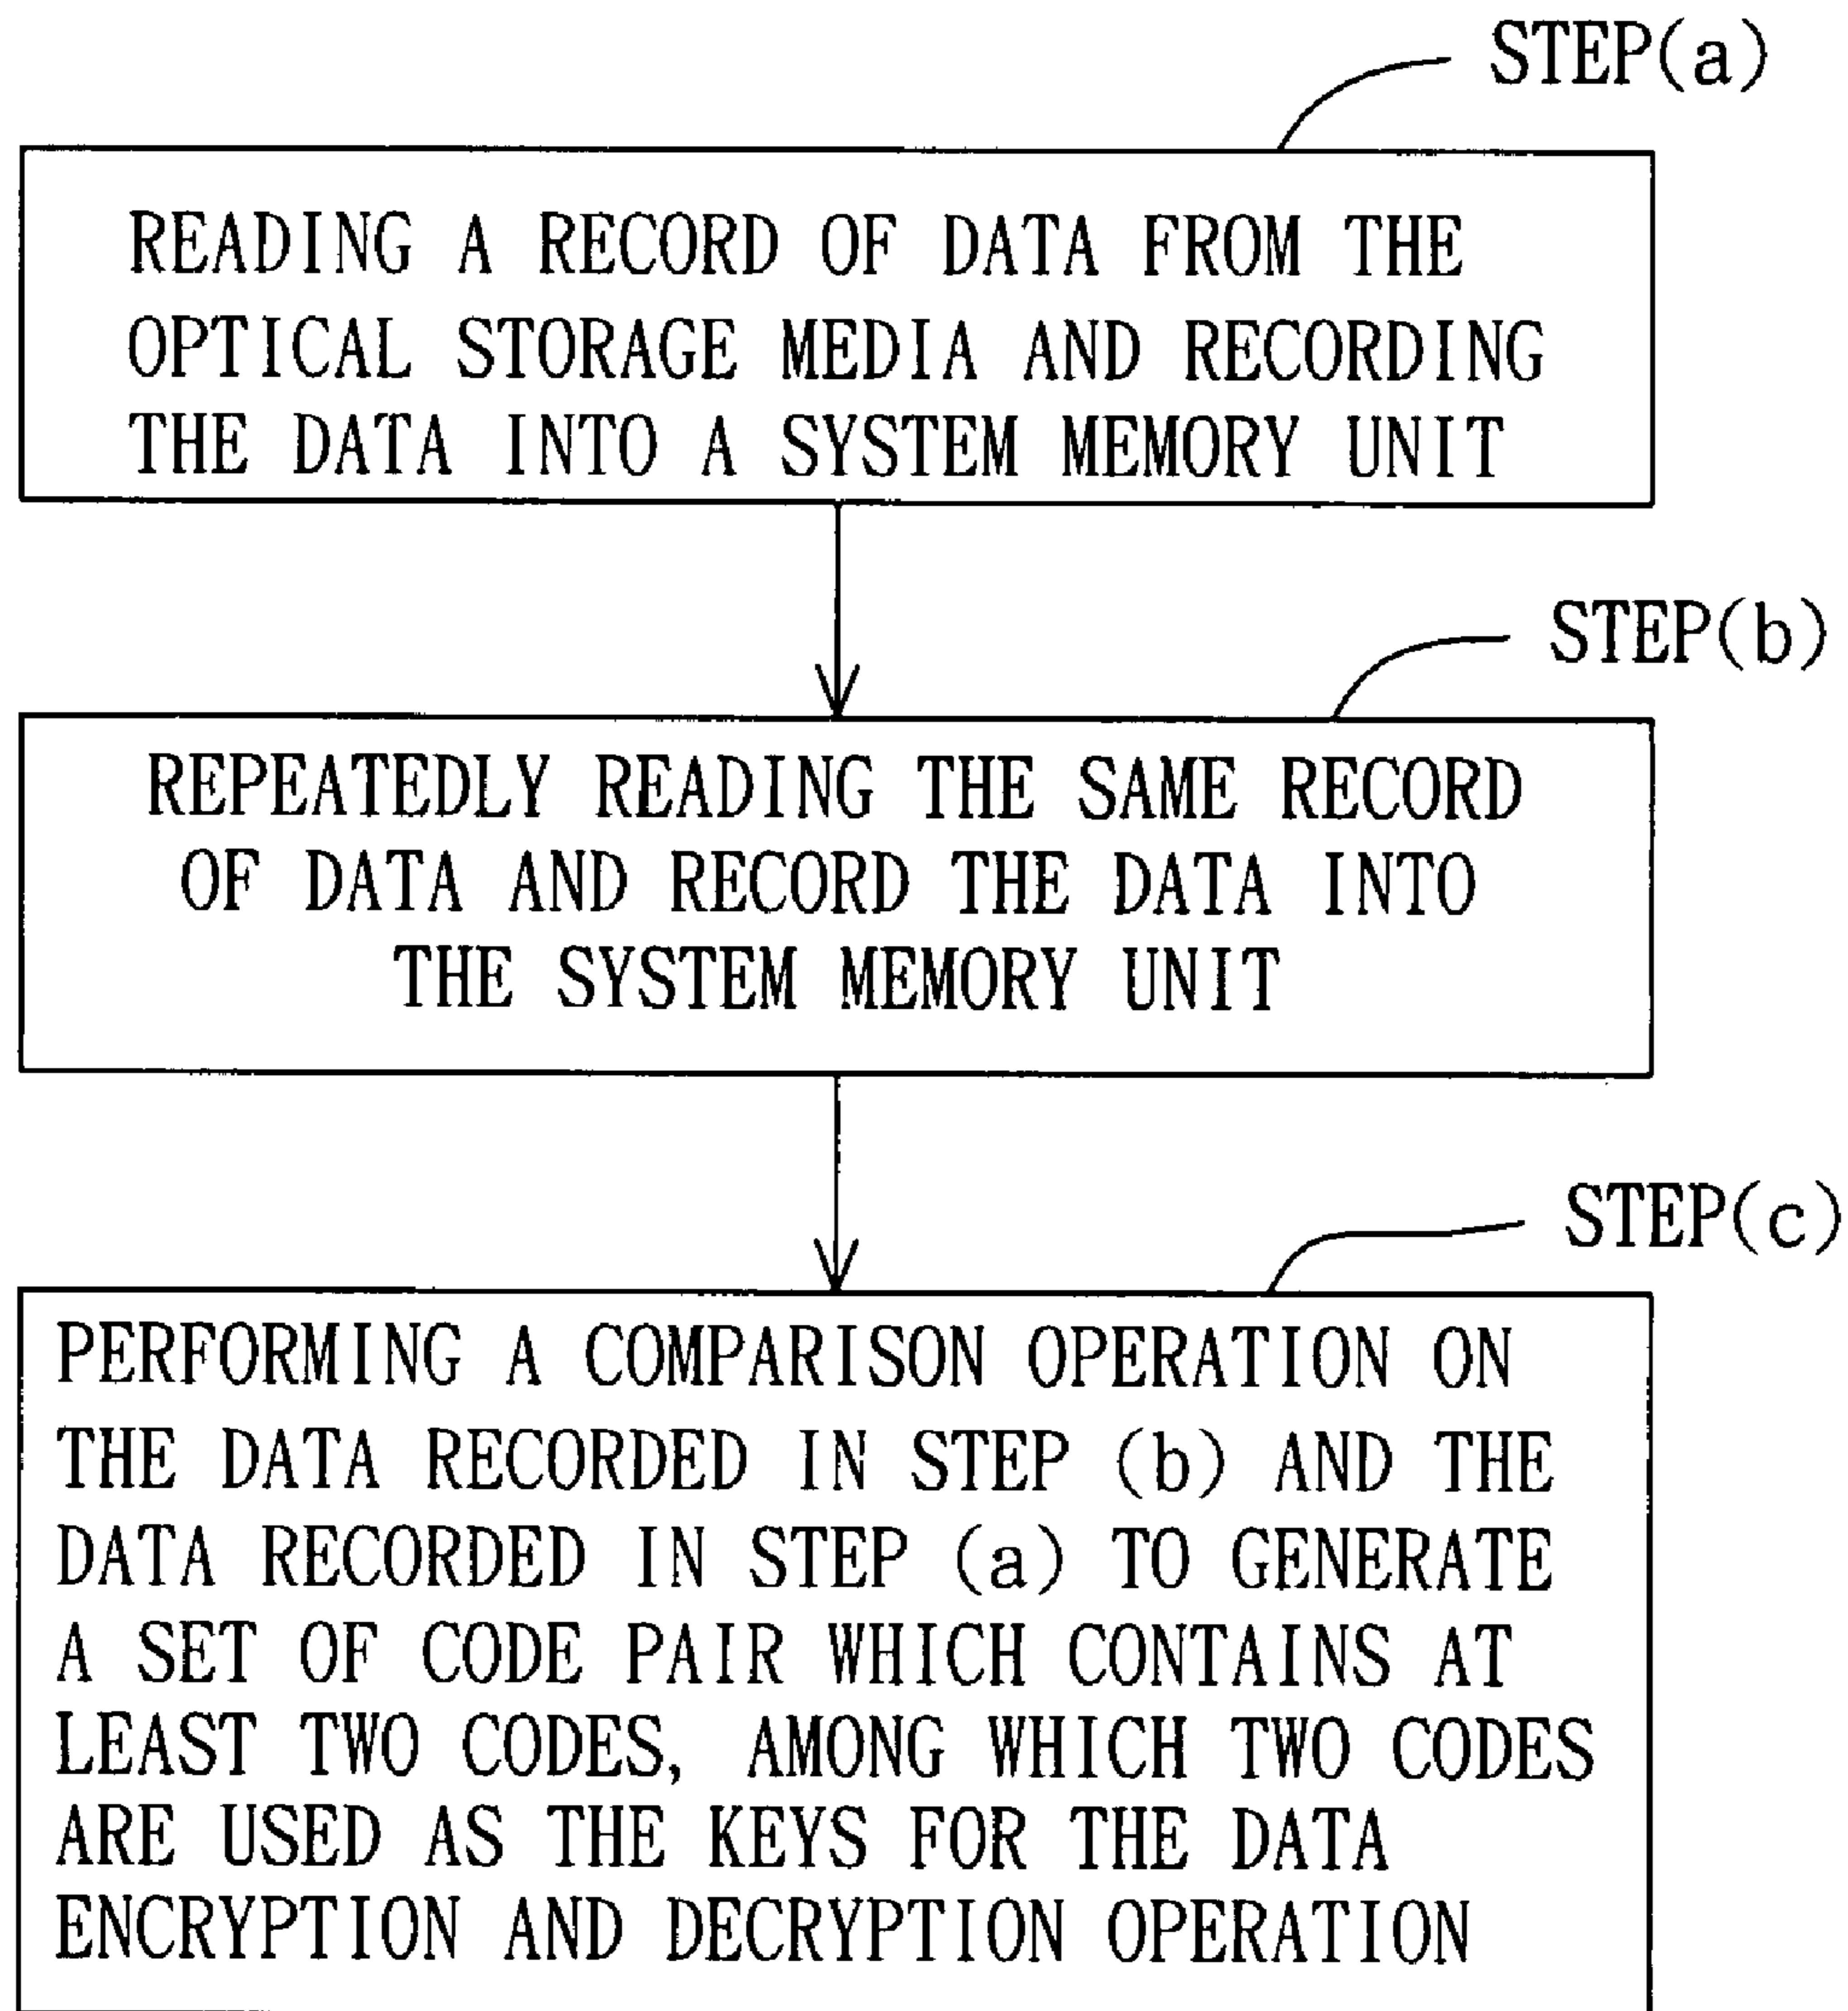 STEP(a)
READING A RECORD OF DATA FROM THE
OPTICAL STORAGE MEDIA AND RECORDING
THE DATA INTO A SYSTEM MEMORY UNIT
STEP(b)
REPEATEDLY READING THE SAME RECORD
OF DATA AND RECORD THE DATA INTO
THE SYSTEM MEMORY UNIT
STEP(c)
PERFORMING A COMPARISON OPERATION ON
THE DATA RECORDED IN STEP (b) AND THE
DATA RECORDED IN STEP (a) TO GENERATE
A SET OF CODE PAIR WHICH CONTAINS AT
LEAST TWO CODES, AMONG WHICH TWO CODES
ARE USED AS THE KEYS FOR THE DATA
ENCRYPTION AND DECRYPTION OPERATION